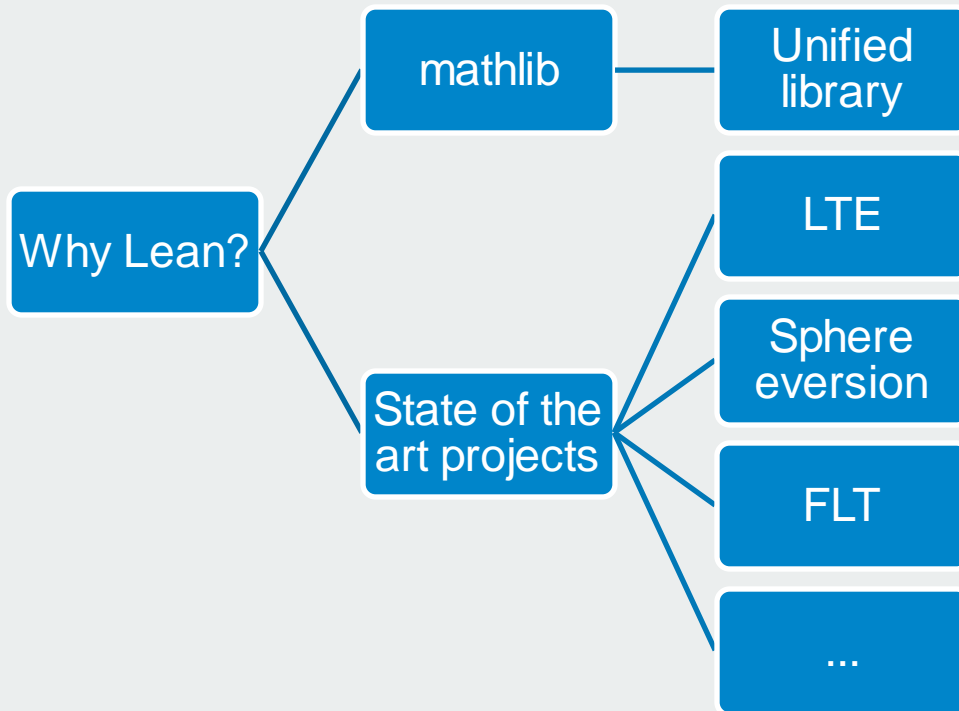 Why Lean?
mathlib
Unified
library
State of the
art projects
LTE
Sphere
eversion
FLT
...